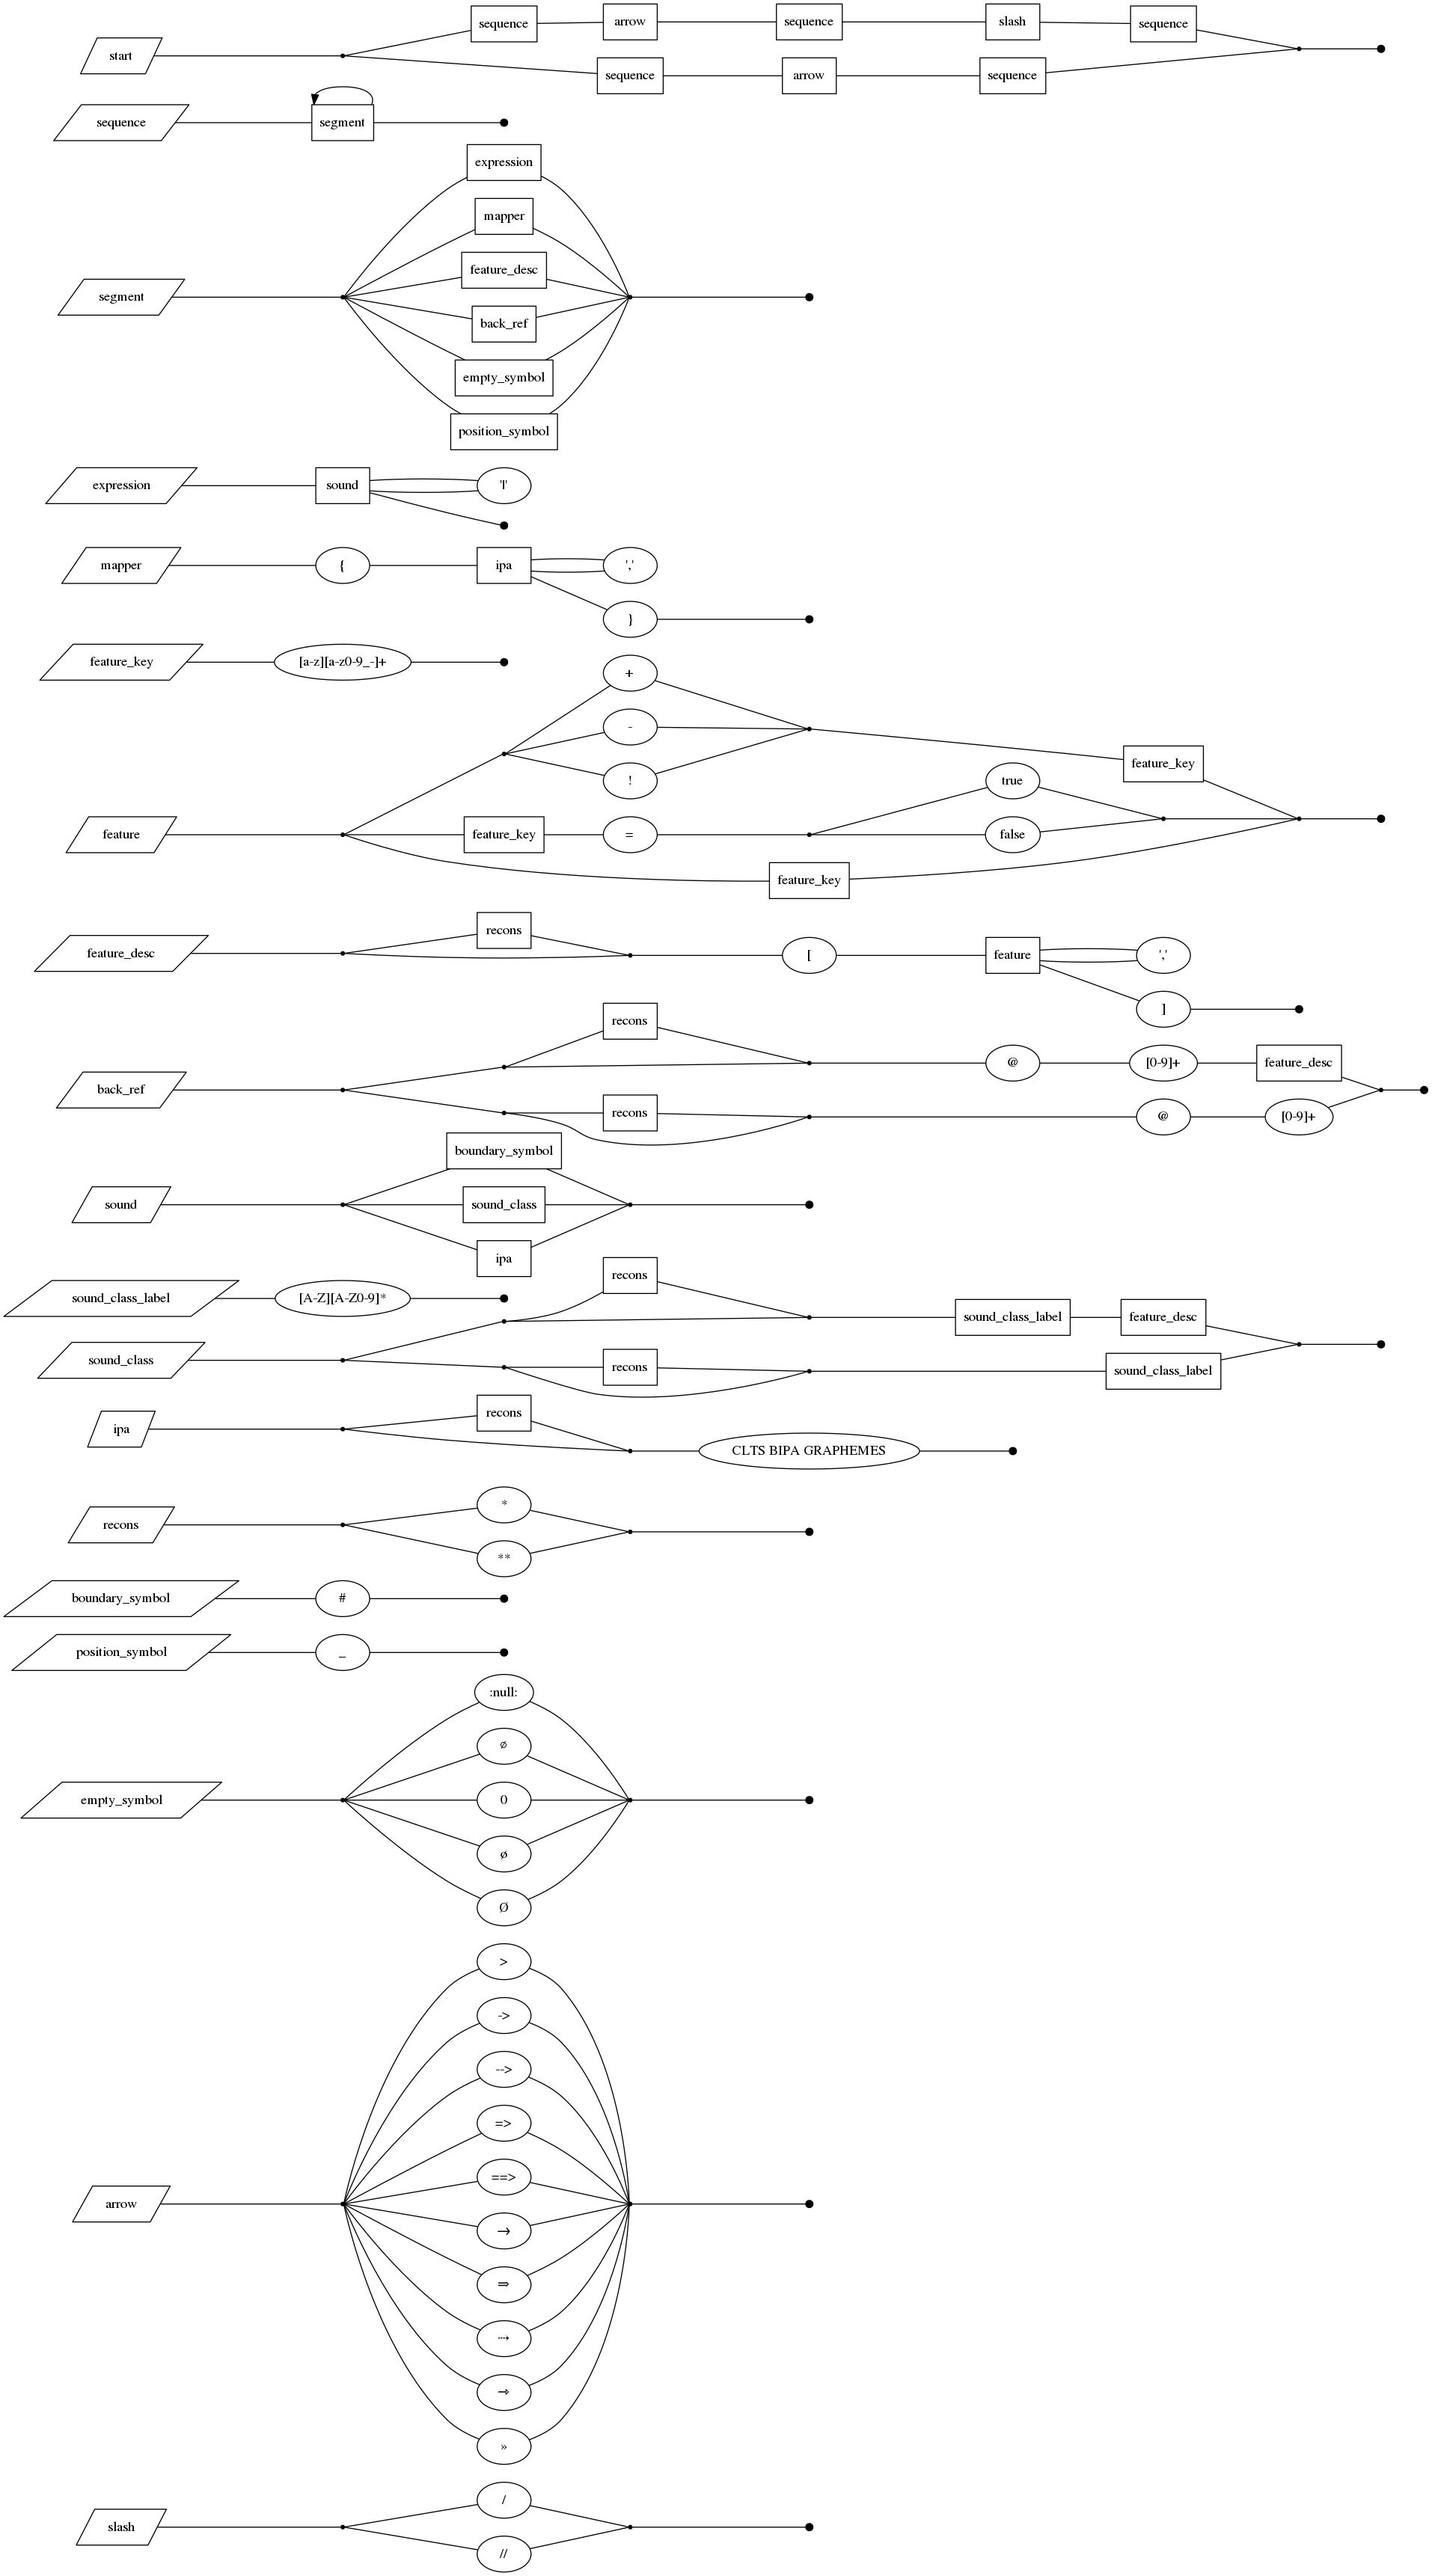 start sequence arrow sequence slash sequence
sequence arrow sequence
sequence segment
segment
expression
mapper
feature_desc
back_ref
empty_symbol
position_symbol
expression sound '|'
mapper { ipa ','
}
feature_key [a-z][a-z0-9_-]+
feature
+
-
!
feature_key
true
feature_key = false
feature_key
feature_desc recons [ feature ','
]
back_ref
recons @ [0-9]+ feature_desc
recons @ [0-9]+
sound
boundary_symbol
sound_class
ipa
sound_class_label [A-Z][A-Z0-9]*
sound_class
recons sound_class_label feature_desc
recons sound_class_label
ipa recons CLTS BIPA GRAPHEMES
recons
*
**
boundary_symbol #
position_symbol _
empty_symbol
:null:
∅
0
ø
Ø
arrow
>
->
-->
=>
==>
→
⇒
⤑
⇾
»
slash
/
//